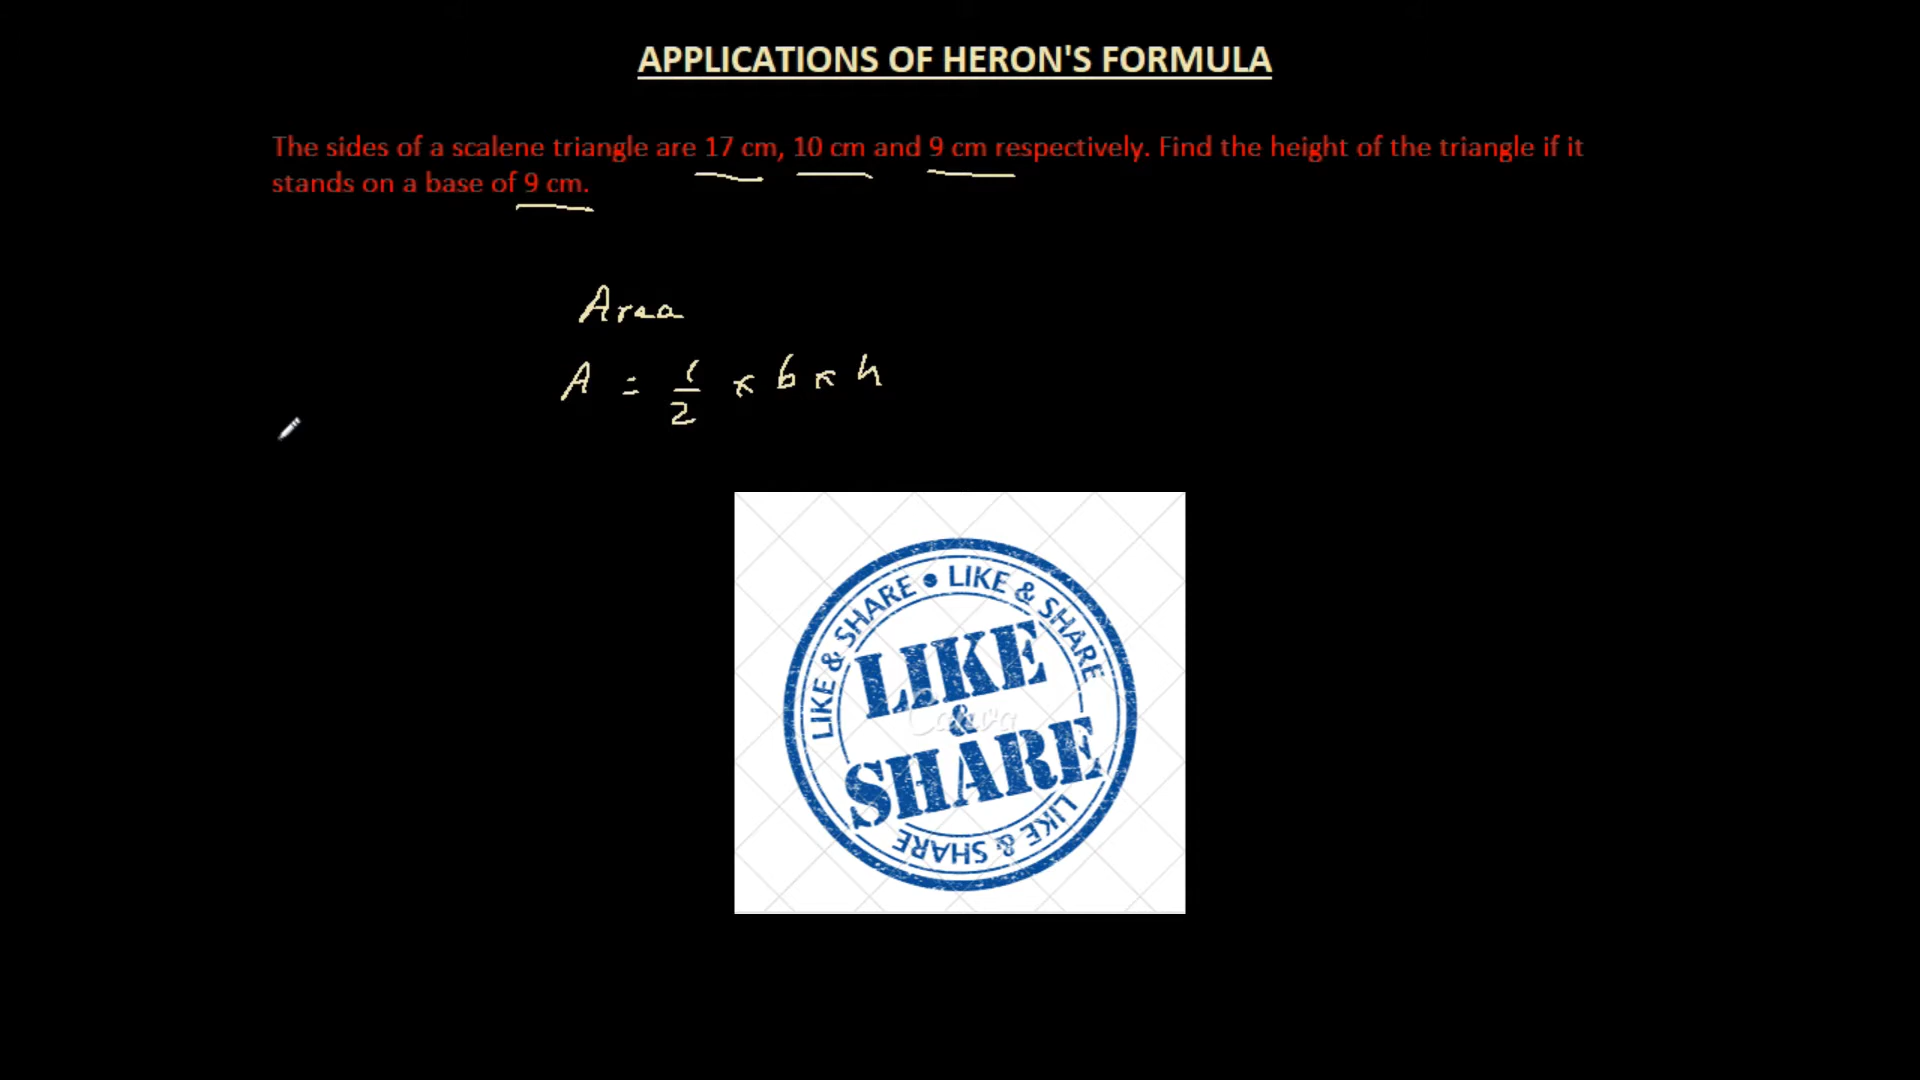 APPLICATIONS OF HERON'S FORMULA
The sides of a scalene triangle are 17 cm, 10 cm and 9 cm respectively. Find the height of the triangle if it
stands on a base of 9 cm.
Area
A = 1/2 × b × h
LIKE & SHARE • LIKE & SHARE
LIKE
&
Canva
SHARE
LIKE & SHARE